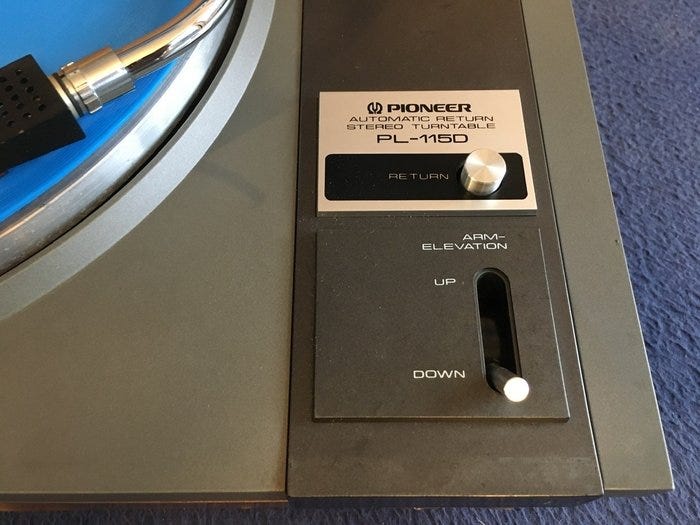 PIONEER
AUTOMATIC RETURN
STEREO TURNTABLE
PL-115D
RETURN
ARM-
ELEVATION
UP
DOWN